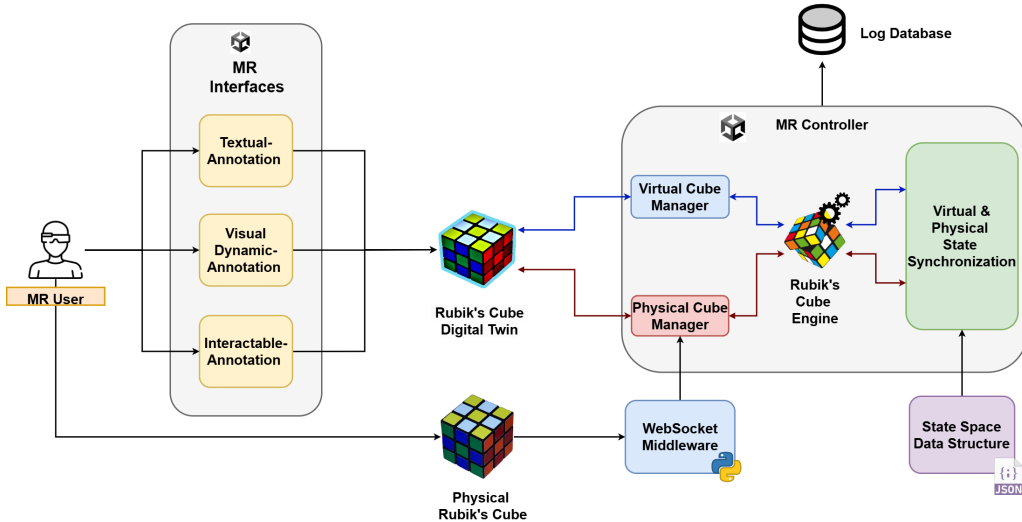 Log Database
MR
Interfaces
MR Controller
Textual-
Annotation
Virtual Cube
Manager
Visual
Dynamic-
Annotation
Virtual &
Physical
State
Synchronization
MR User
Rubik's Cube
Digital Twin
Rubik's
Cube
Engine
Physical Cube
Manager
Interactable-
Annotation
WebSocket
Middleware
State Space
Data Structure
JSON
Physical
Rubik's Cube